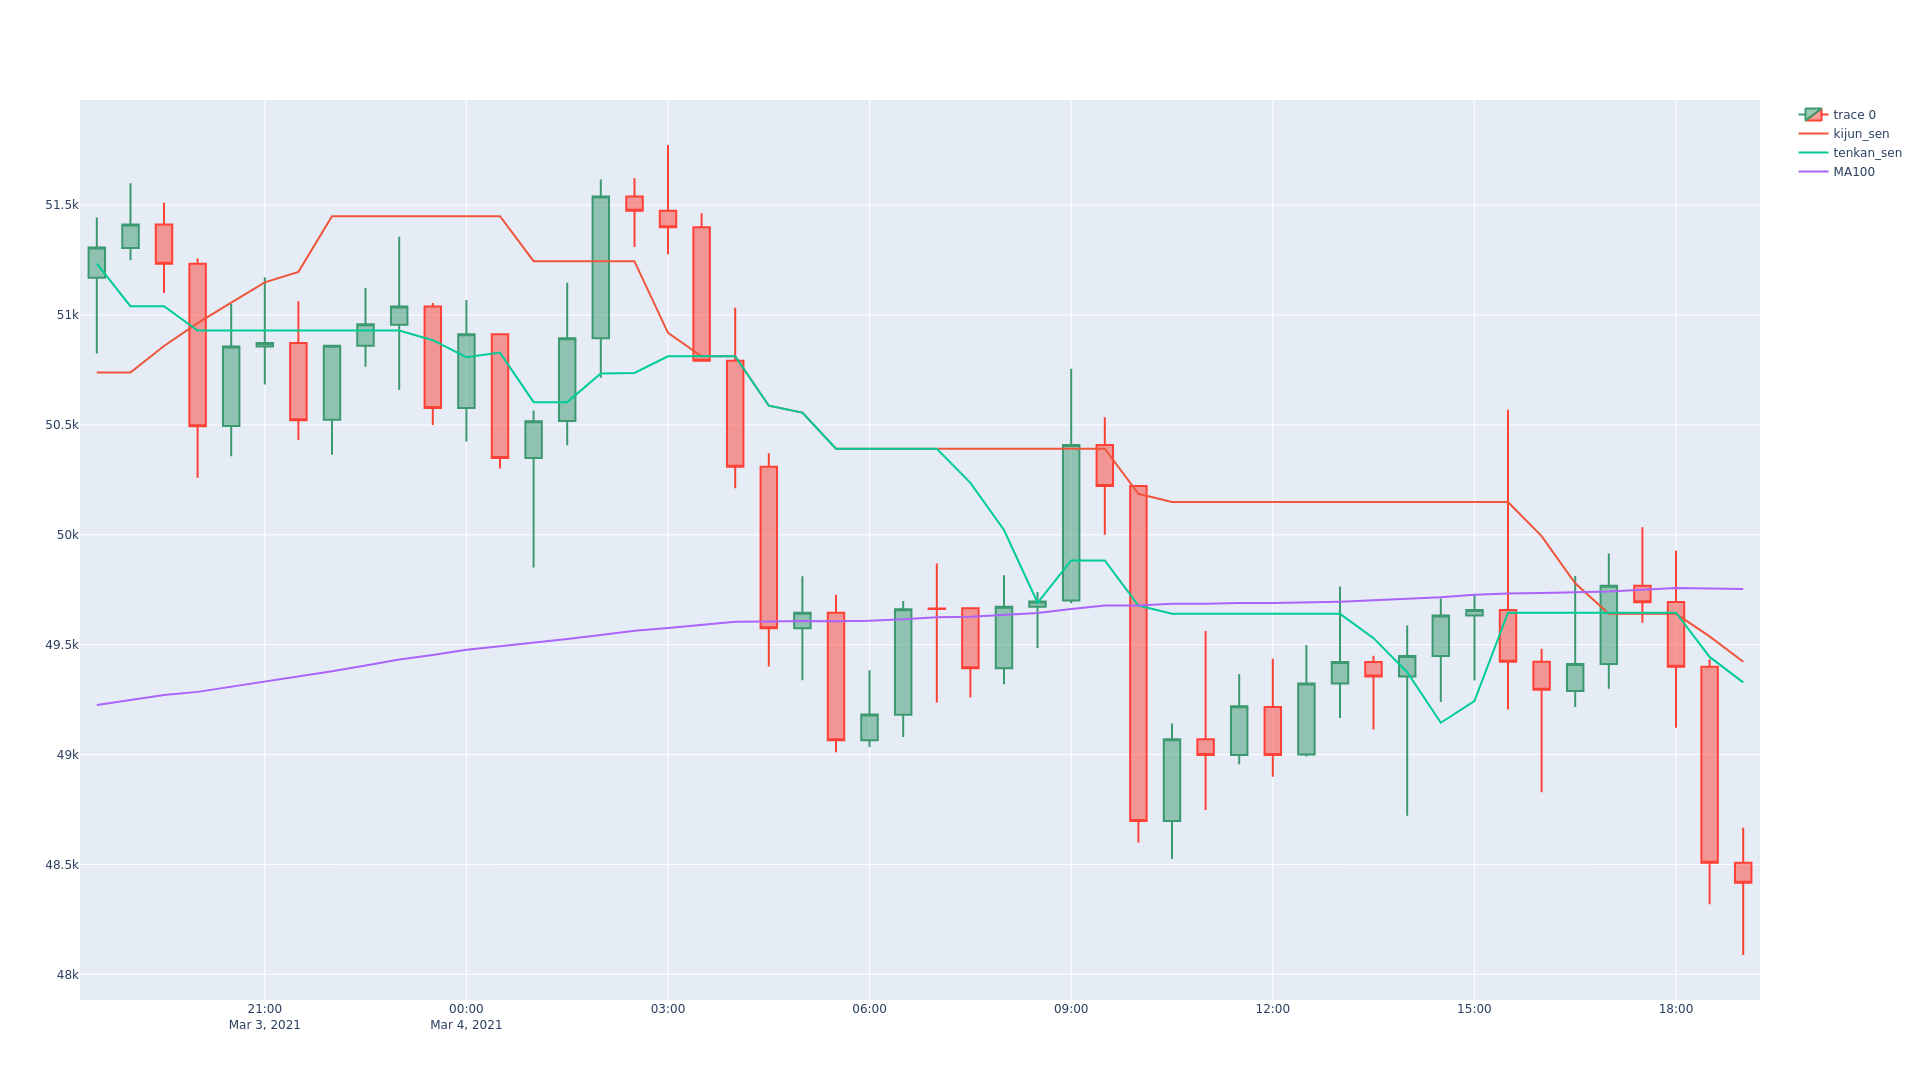 trace 0
kijun_sen
tenkan_sen
MA100
51.5k
51k
50.5k
50k
49.5k
49k
48.5k
48k
21:00 00:00 03:00 06:00 09:00 12:00 15:00 18:00
Mar 3, 2021 Mar 4, 2021